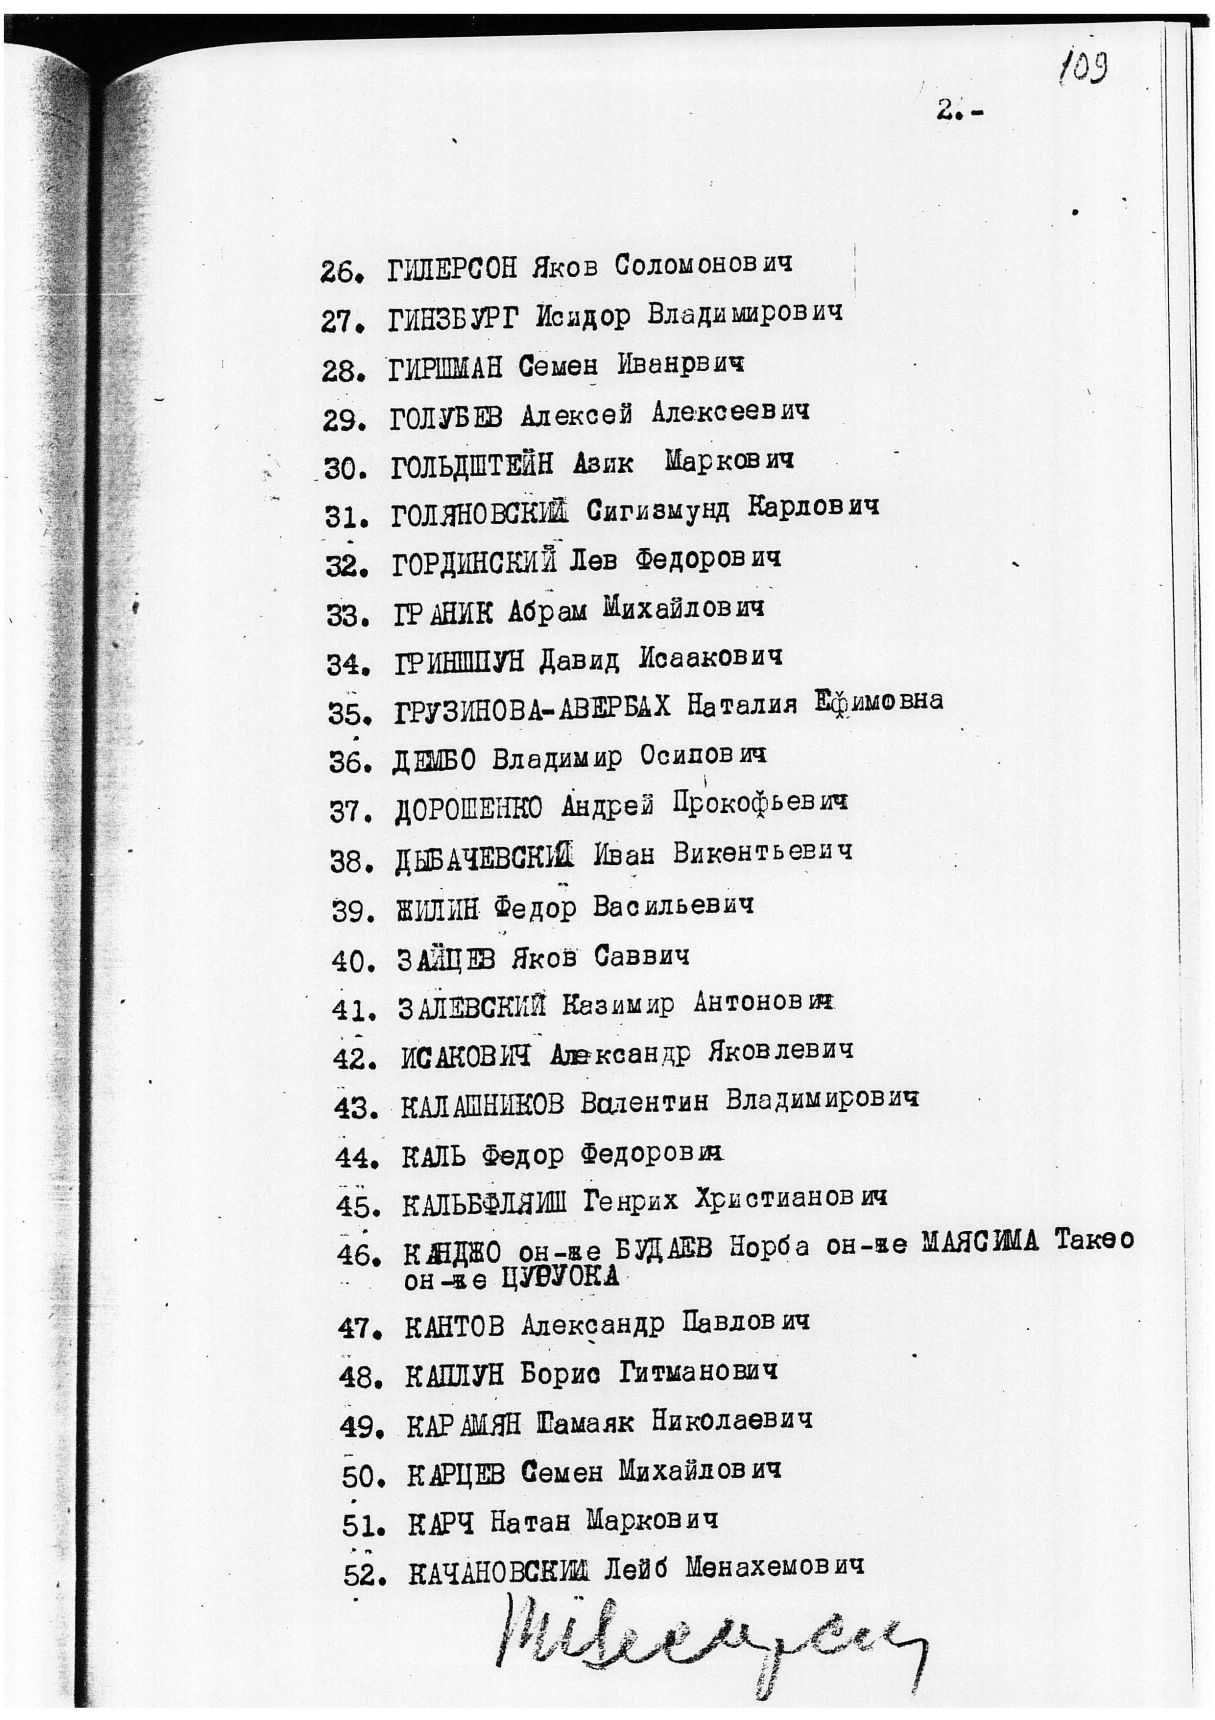 109
2.-
26. ГИЛЕРСОН Яков Соломонович
27. ГИНЗБУРГ Исидор Владимирович
28. ГИРШМАН Семен Иванрвич
29. ГОЛУБЕВ Алексей Алексеевич
30. ГОЛЬДШТЕЙН Азик Маркович
31. ГОЛЯНОВСКИЙ Сигизмунд Карлович
32. ГОРДИНСКИЙ Лев Федорович
33. ГРАНИК Абрам Михайлович
34. ГРИНШПУН Давид Исаакович
35. ГРУЗИНОВА-АВЕРБАХ Наталия Ефимовна
36. ДЕМБО Владимир Осипович
37. ДОРОШЕНКО Андрей Прокофьевич
38. ДЫБАЧЕВСКИЙ Иван Викентьевич
39. ЖИЛИН Федор Васильевич
40. ЗАЙЦЕВ Яков Саввич
41. ЗАЛЕВСКИЙ Казимир Антонович
42. ИСАКОВИЧ Александр Яковлевич
43. КАЛАШНИКОВ Валентин Владимирович
44. КАЛЬ Федор Федорович
45. КАЛЬБФЛЯИШ Генрих Христианович
46. КАНДЖО он-же БУДАЕВ Норба он-же МАЯСИМА Такео
он-же ЦУРУОКА
47. КАНТОВ Александр Павлович
48. КАПЛУН Борис Гитманович
49. КАРАМЯН Гамаяк Николаевич
50. КАРЦЕВ Семен Михайлович
51. КАРЧ Натан Маркович
52. КАЧАНОВСКИЙ Лейб Менахемович